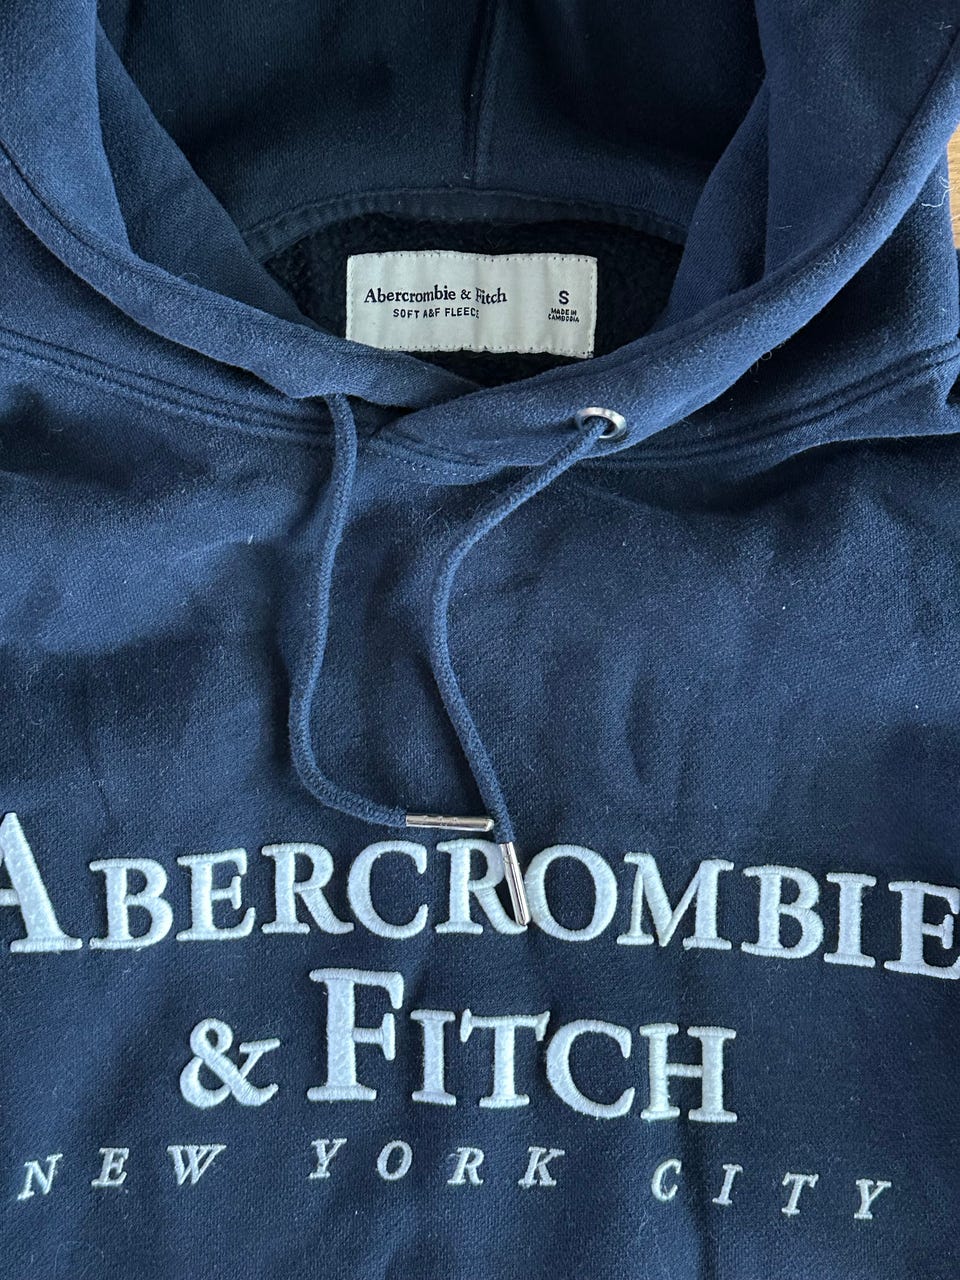 Abercrombie & Fitch
SOFT A&F FLEECE
S
MADE IN
CAMBODIA
ABERCROMBIE
& FITCH
NEW YORK CITY